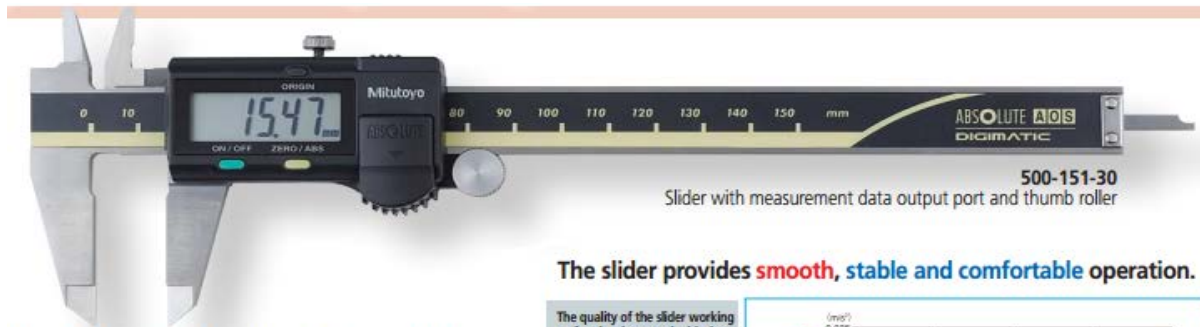 ORIGIN
15.47 mm
ON/OFF ZERO/ABS
Mitutoyo
ABSOLUTE
0 10 80 90 100 110 120 130 140 150 mm
ABSOLUTE AOS
DIGIMATIC
500-151-30
Slider with measurement data output port and thumb roller
The slider provides smooth, stable and comfortable operation.
The quality of the slider working